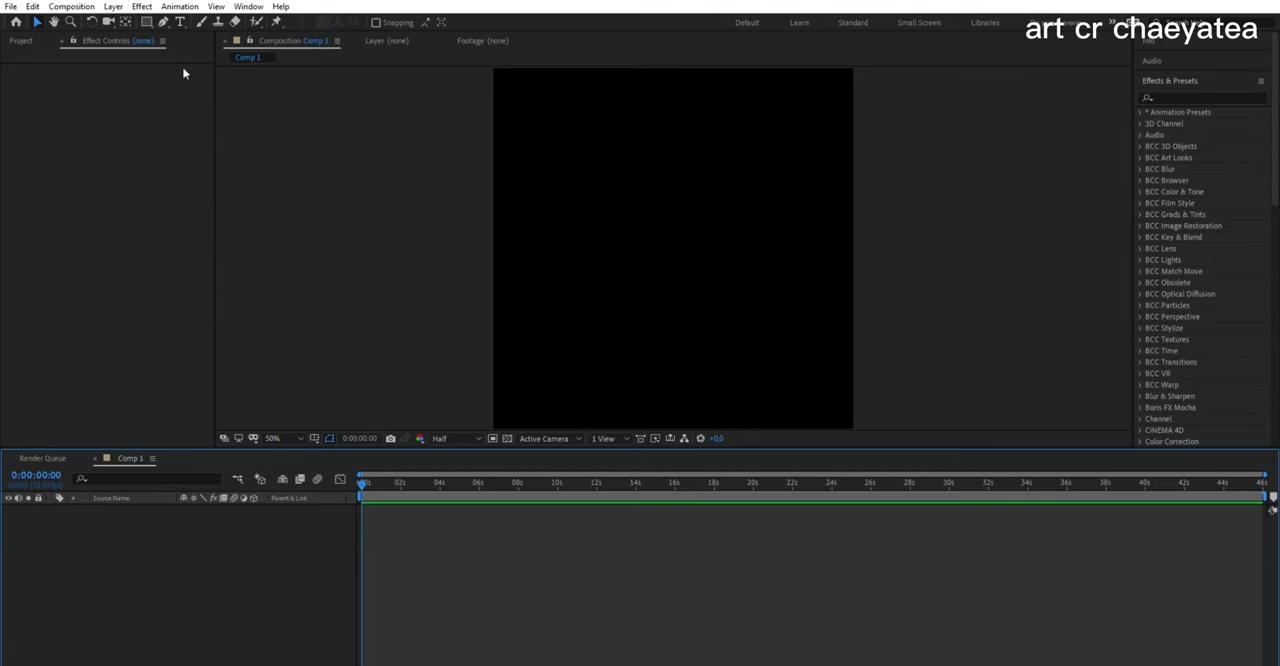 File Edit Composition Layer Effect Animation View Window Help
Snapping Default Learn Standard Small Screen Libraries
art cr chaeyatea
Project Effect Controls (none) Composition Comp 1 Layer (none) Footage (none) Info
Comp 1
Audio
Effects & Presets
* Animation Presets
3D Channel
Audio
BCC 3D Objects
BCC Art Looks
BCC Blur
BCC Browser
BCC Color & Tone
BCC Film Style
BCC Grads & Tints
BCC Image Restoration
BCC Key & Blend
BCC Lens
BCC Lights
BCC Match Move
BCC Obsolete
BCC Optical Diffusion
BCC Particles
BCC Perspective
BCC Stylize
BCC Textures
BCC Time
BCC Transitions
BCC VR
BCC Warp
Blur & Sharpen
Boris FX Mocha
Channel
CINEMA 4D
Color Correction
50% 0:00:00:00 Half Active Camera 1 View +0,0
Render Queue Comp 1
0:00:00:00
02s 04s 06s 08s 10s 12s 14s 16s 18s 20s 22s 24s 26s 28s 30s 32s 34s 36s 38s 40s 42s 44s 46s
# Source Name Parent & Link